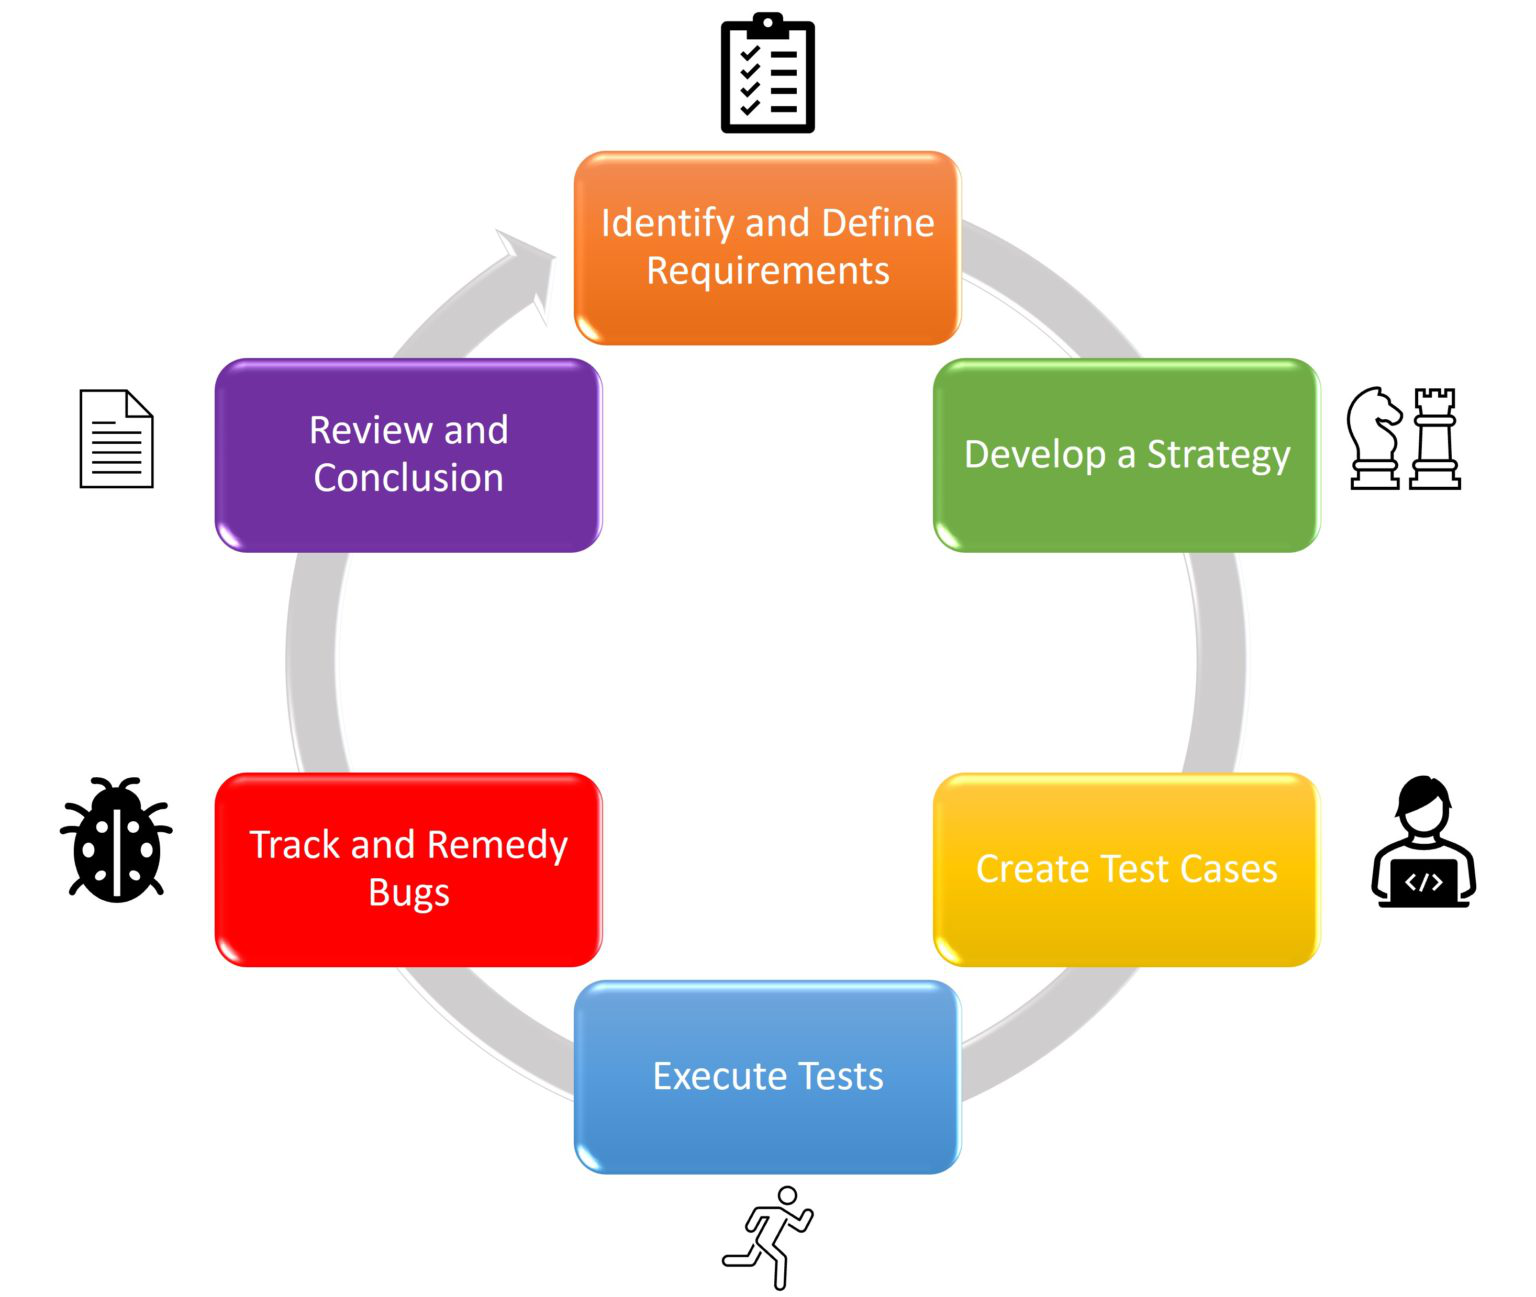 Identify and Define
Requirements
Develop a Strategy
Create Test Cases
</>
Execute Tests
Track and Remedy
Bugs
Review and
Conclusion